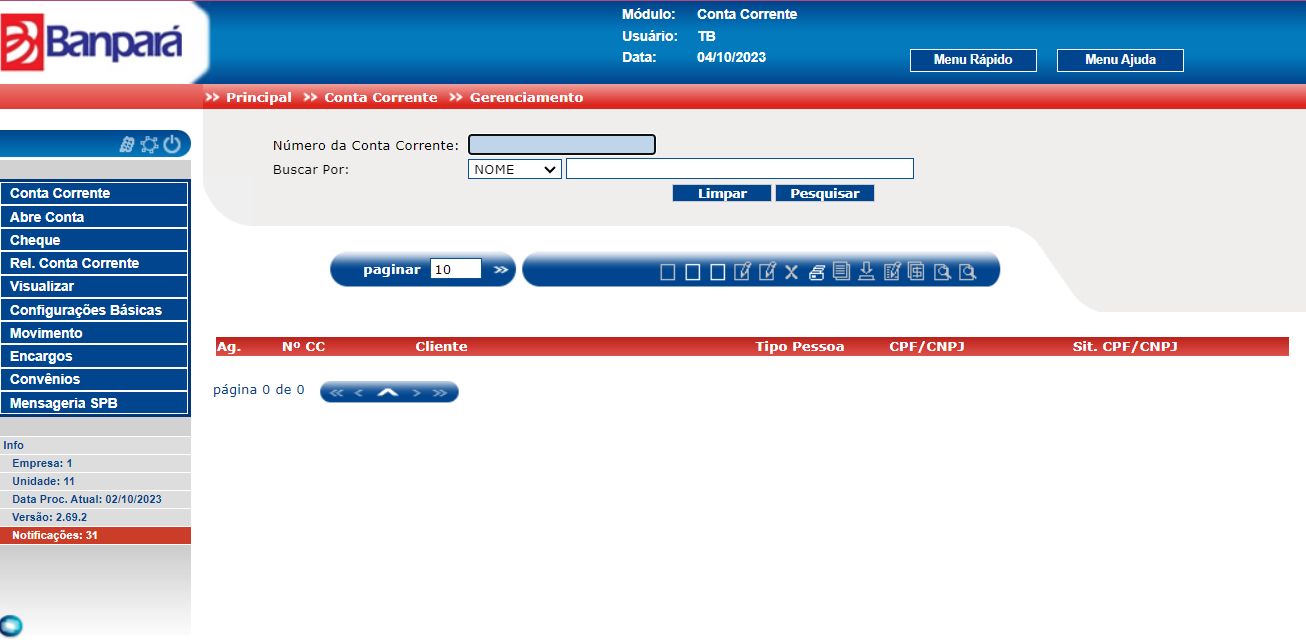 Banpará
Módulo: Conta Corrente
Usuário: TB
Data: 04/10/2023
Menu Rápido
Menu Ajuda
>> Principal >> Conta Corrente >> Gerenciamento
Número da Conta Corrente:
Buscar Por: NOME
Limpar
Pesquisar
Conta Corrente
Abre Conta
Cheque
Rel. Conta Corrente
Visualizar
Configurações Básicas
Movimento
Encargos
Convênios
Mensageria SPB
Info
Empresa: 1
Unidade: 11
Data Proc. Atual: 02/10/2023
Versão: 2.69.2
Notificações: 31
paginar 10 >>
Ag. Nº CC Cliente Tipo Pessoa CPF/CNPJ Sit. CPF/CNPJ
página 0 de 0